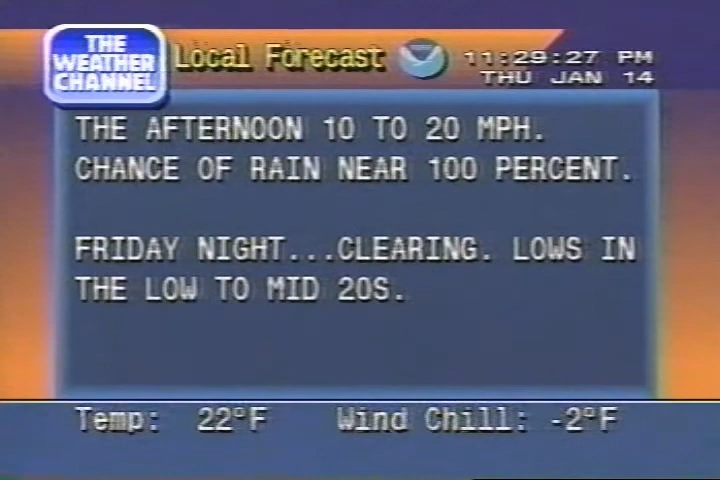 THE
WEATHER
CHANNEL
Local Forecast
11:29:27 PM
THU JAN 14
THE AFTERNOON 10 TO 20 MPH.
CHANCE OF RAIN NEAR 100 PERCENT.
FRIDAY NIGHT...CLEARING. LOWS IN
THE LOW TO MID 20S.
Temp: 22°F Wind Chill: -2°F